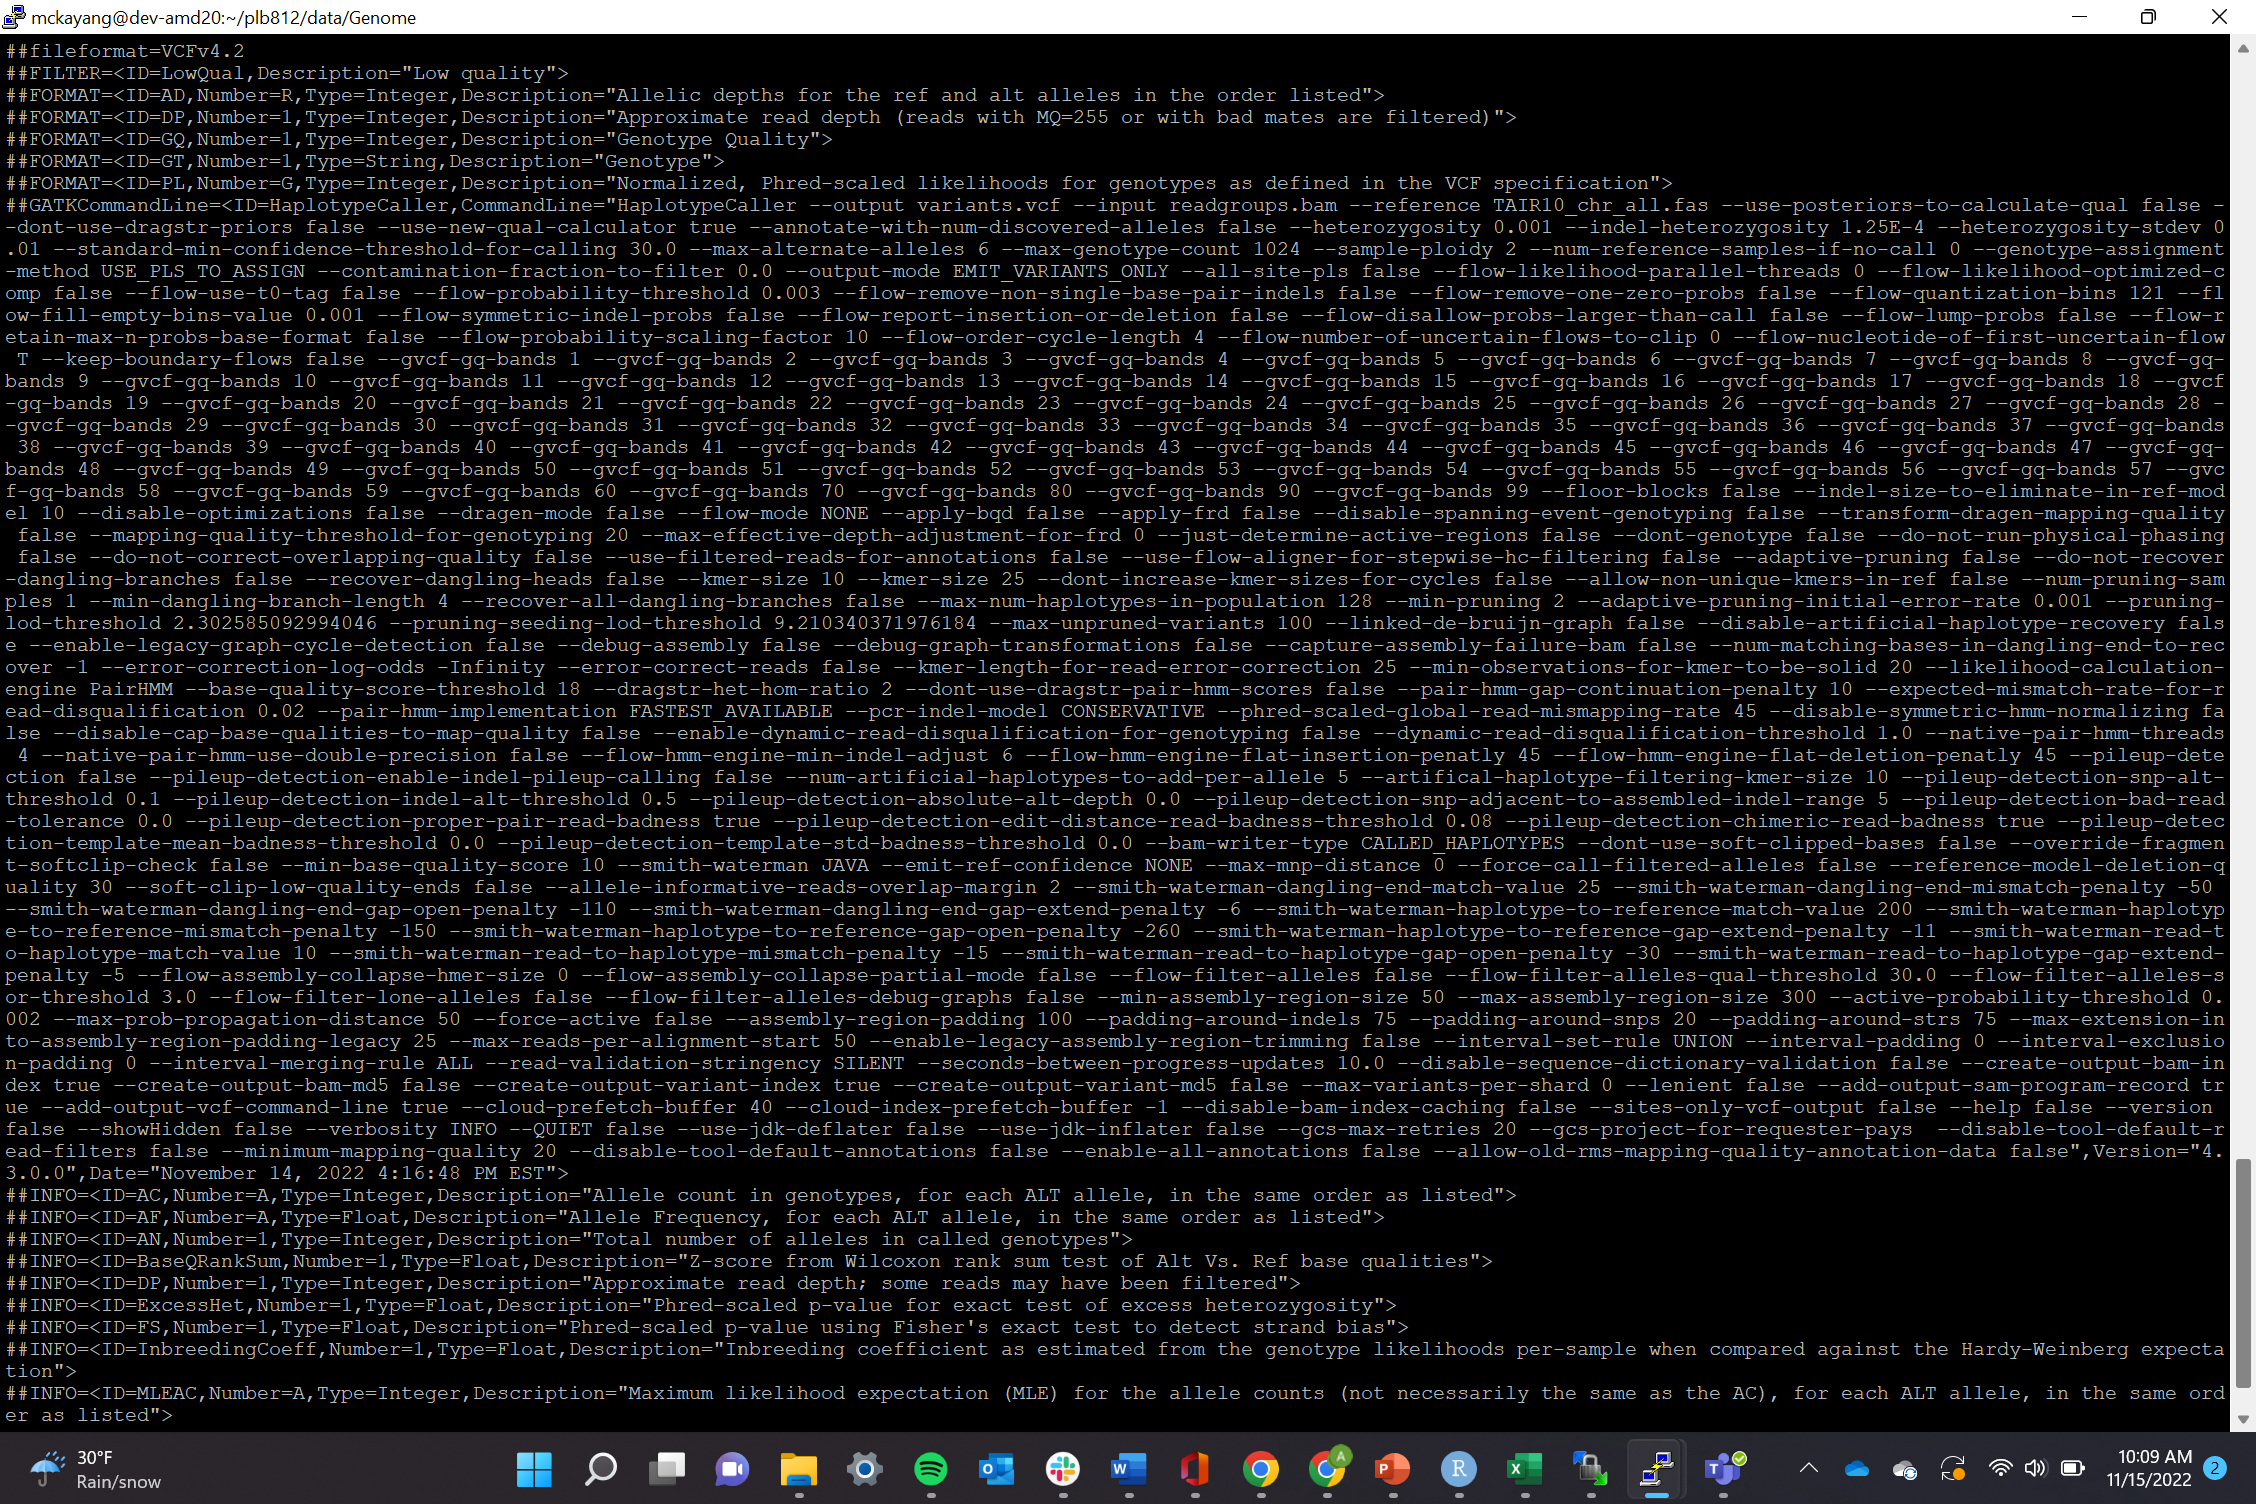 mckayang@dev-amd20:~/plb812/data/Genome
##fileformat=VCFv4.2
##FILTER=<ID=LowQual,Description="Low quality">
##FORMAT=<ID=AD,Number=R,Type=Integer,Description="Allelic depths for the ref and alt alleles in the order listed">
##FORMAT=<ID=DP,Number=1,Type=Integer,Description="Approximate read depth (reads with MQ=255 or with bad mates are filtered)">
##FORMAT=<ID=GQ,Number=1,Type=Integer,Description="Genotype Quality">
##FORMAT=<ID=GT,Number=1,Type=String,Description="Genotype">
##FORMAT=<ID=PL,Number=G,Type=Integer,Description="Normalized, Phred-scaled likelihoods for genotypes as defined in the VCF specification">
##GATKCommandLine=<ID=HaplotypeCaller,CommandLine="HaplotypeCaller --output variants.vcf --input readgroups.bam --reference TAIR10_chr_all.fas --use-posteriors-to-calculate-qual false -
-dont-use-dragstr-priors false --use-new-qual-calculator true --annotate-with-num-discovered-alleles false --heterozygosity 0.001 --indel-heterozygosity 1.25E-4 --heterozygosity-stdev 0
.01 --standard-min-confidence-threshold-for-calling 30.0 --max-alternate-alleles 6 --max-genotype-count 1024 --sample-ploidy 2 --num-reference-samples-if-no-call 0 --genotype-assignment
-method USE_PLS_TO_ASSIGN --contamination-fraction-to-filter 0.0 --output-mode EMIT_VARIANTS_ONLY --all-site-pls false --flow-likelihood-parallel-threads 0 --flow-likelihood-optimized-c
omp false --flow-use-t0-tag false --flow-probability-threshold 0.003 --flow-remove-non-single-base-pair-indels false --flow-remove-one-zero-probs false --flow-quantization-bins 121 --fl
ow-fill-empty-bins-value 0.001 --flow-symmetric-indel-probs false --flow-report-insertion-or-deletion false --flow-disallow-probs-larger-than-call false --flow-lump-probs false --flow-r
etain-max-n-probs-base-format false --flow-probability-scaling-factor 10 --flow-order-cycle-length 4 --flow-number-of-uncertain-flows-to-clip 0 --flow-nucleotide-of-first-uncertain-flow
 T --keep-boundary-flows false --gvcf-gq-bands 1 --gvcf-gq-bands 2 --gvcf-gq-bands 3 --gvcf-gq-bands 4 --gvcf-gq-bands 5 --gvcf-gq-bands 6 --gvcf-gq-bands 7 --gvcf-gq-bands 8 --gvcf-gq-
bands 9 --gvcf-gq-bands 10 --gvcf-gq-bands 11 --gvcf-gq-bands 12 --gvcf-gq-bands 13 --gvcf-gq-bands 14 --gvcf-gq-bands 15 --gvcf-gq-bands 16 --gvcf-gq-bands 17 --gvcf-gq-bands 18 --gvcf
-gq-bands 19 --gvcf-gq-bands 20 --gvcf-gq-bands 21 --gvcf-gq-bands 22 --gvcf-gq-bands 23 --gvcf-gq-bands 24 --gvcf-gq-bands 25 --gvcf-gq-bands 26 --gvcf-gq-bands 27 --gvcf-gq-bands 28 -
-gvcf-gq-bands 29 --gvcf-gq-bands 30 --gvcf-gq-bands 31 --gvcf-gq-bands 32 --gvcf-gq-bands 33 --gvcf-gq-bands 34 --gvcf-gq-bands 35 --gvcf-gq-bands 36 --gvcf-gq-bands 37 --gvcf-gq-bands
 38 --gvcf-gq-bands 39 --gvcf-gq-bands 40 --gvcf-gq-bands 41 --gvcf-gq-bands 42 --gvcf-gq-bands 43 --gvcf-gq-bands 44 --gvcf-gq-bands 45 --gvcf-gq-bands 46 --gvcf-gq-bands 47 --gvcf-gq-
bands 48 --gvcf-gq-bands 49 --gvcf-gq-bands 50 --gvcf-gq-bands 51 --gvcf-gq-bands 52 --gvcf-gq-bands 53 --gvcf-gq-bands 54 --gvcf-gq-bands 55 --gvcf-gq-bands 56 --gvcf-gq-bands 57 --gvc
f-gq-bands 58 --gvcf-gq-bands 59 --gvcf-gq-bands 60 --gvcf-gq-bands 70 --gvcf-gq-bands 80 --gvcf-gq-bands 90 --gvcf-gq-bands 99 --floor-blocks false --indel-size-to-eliminate-in-ref-mod
el 10 --disable-optimizations false --dragen-mode false --flow-mode NONE --apply-bqd false --apply-frd false --disable-spanning-event-genotyping false --transform-dragen-mapping-quality
 false --mapping-quality-threshold-for-genotyping 20 --max-effective-depth-adjustment-for-frd 0 --just-determine-active-regions false --dont-genotype false --do-not-run-physical-phasing
 false --do-not-correct-overlapping-quality false --use-filtered-reads-for-annotations false --use-flow-aligner-for-stepwise-hc-filtering false --adaptive-pruning false --do-not-recover
-dangling-branches false --recover-dangling-heads false --kmer-size 10 --kmer-size 25 --dont-increase-kmer-sizes-for-cycles false --allow-non-unique-kmers-in-ref false --num-pruning-sam
ples 1 --min-dangling-branch-length 4 --recover-all-dangling-branches false --max-num-haplotypes-in-population 128 --min-pruning 2 --adaptive-pruning-initial-error-rate 0.001 --pruning-
lod-threshold 2.302585092994046 --pruning-seeding-lod-threshold 9.210340371976184 --max-unpruned-variants 100 --linked-de-bruijn-graph false --disable-artificial-haplotype-recovery fals
e --enable-legacy-graph-cycle-detection false --debug-assembly false --debug-graph-transformations false --capture-assembly-failure-bam false --num-matching-bases-in-dangling-end-to-rec
over -1 --error-correction-log-odds -Infinity --error-correct-reads false --kmer-length-for-read-error-correction 25 --min-observations-for-kmer-to-be-solid 20 --likelihood-calculation-
engine PairHMM --base-quality-score-threshold 18 --dragstr-het-hom-ratio 2 --dont-use-dragstr-pair-hmm-scores false --pair-hmm-gap-continuation-penalty 10 --expected-mismatch-rate-for-r
ead-disqualification 0.02 --pair-hmm-implementation FASTEST_AVAILABLE --pcr-indel-model CONSERVATIVE --phred-scaled-global-read-mismapping-rate 45 --disable-symmetric-hmm-normalizing fa
lse --disable-cap-base-qualities-to-map-quality false --enable-dynamic-read-disqualification-for-genotyping false --dynamic-read-disqualification-threshold 1.0 --native-pair-hmm-threads
 4 --native-pair-hmm-use-double-precision false --flow-hmm-engine-min-indel-adjust 6 --flow-hmm-engine-flat-insertion-penatly 45 --flow-hmm-engine-flat-deletion-penatly 45 --pileup-dete
ction false --pileup-detection-enable-indel-pileup-calling false --num-artificial-haplotypes-to-add-per-allele 5 --artifical-haplotype-filtering-kmer-size 10 --pileup-detection-snp-alt-
threshold 0.1 --pileup-detection-indel-alt-threshold 0.5 --pileup-detection-absolute-alt-depth 0.0 --pileup-detection-snp-adjacent-to-assembled-indel-range 5 --pileup-detection-bad-read
-tolerance 0.0 --pileup-detection-proper-pair-read-badness true --pileup-detection-edit-distance-read-badness-threshold 0.08 --pileup-detection-chimeric-read-badness true --pileup-detec
tion-template-mean-badness-threshold 0.0 --pileup-detection-template-std-badness-threshold 0.0 --bam-writer-type CALLED_HAPLOTYPES --dont-use-soft-clipped-bases false --override-fragmen
t-softclip-check false --min-base-quality-score 10 --smith-waterman JAVA --emit-ref-confidence NONE --max-mnp-distance 0 --force-call-filtered-alleles false --reference-model-deletion-q
uality 30 --soft-clip-low-quality-ends false --allele-informative-reads-overlap-margin 2 --smith-waterman-dangling-end-match-value 25 --smith-waterman-dangling-end-mismatch-penalty -50
--smith-waterman-dangling-end-gap-open-penalty -110 --smith-waterman-dangling-end-gap-extend-penalty -6 --smith-waterman-haplotype-to-reference-match-value 200 --smith-waterman-haplotyp
e-to-reference-mismatch-penalty -150 --smith-waterman-haplotype-to-reference-gap-open-penalty -260 --smith-waterman-haplotype-to-reference-gap-extend-penalty -11 --smith-waterman-read-t
o-haplotype-match-value 10 --smith-waterman-read-to-haplotype-mismatch-penalty -15 --smith-waterman-read-to-haplotype-gap-open-penalty -30 --smith-waterman-read-to-haplotype-gap-extend-
penalty -5 --flow-assembly-collapse-hmer-size 0 --flow-assembly-collapse-partial-mode false --flow-filter-alleles false --flow-filter-alleles-qual-threshold 30.0 --flow-filter-alleles-s
or-threshold 3.0 --flow-filter-lone-alleles false --flow-filter-alleles-debug-graphs false --min-assembly-region-size 50 --max-assembly-region-size 300 --active-probability-threshold 0.
002 --max-prob-propagation-distance 50 --force-active false --assembly-region-padding 100 --padding-around-indels 75 --padding-around-snps 20 --padding-around-strs 75 --max-extension-in
to-assembly-region-padding-legacy 25 --max-reads-per-alignment-start 50 --enable-legacy-assembly-region-trimming false --interval-set-rule UNION --interval-padding 0 --interval-exclusio
n-padding 0 --interval-merging-rule ALL --read-validation-stringency SILENT --seconds-between-progress-updates 10.0 --disable-sequence-dictionary-validation false --create-output-bam-in
dex true --create-output-bam-md5 false --create-output-variant-index true --create-output-variant-md5 false --max-variants-per-shard 0 --lenient false --add-output-sam-program-record tr
ue --add-output-vcf-command-line true --cloud-prefetch-buffer 40 --cloud-index-prefetch-buffer -1 --disable-bam-index-caching false --sites-only-vcf-output false --help false --version
false --showHidden false --verbosity INFO --QUIET false --use-jdk-deflater false --use-jdk-inflater false --gcs-max-retries 20 --gcs-project-for-requester-pays  --disable-tool-default-r
ead-filters false --minimum-mapping-quality 20 --disable-tool-default-annotations false --enable-all-annotations false --allow-old-rms-mapping-quality-annotation-data false",Version="4.
3.0.0",Date="November 14, 2022 4:16:48 PM EST">
##INFO=<ID=AC,Number=A,Type=Integer,Description="Allele count in genotypes, for each ALT allele, in the same order as listed">
##INFO=<ID=AF,Number=A,Type=Float,Description="Allele Frequency, for each ALT allele, in the same order as listed">
##INFO=<ID=AN,Number=1,Type=Integer,Description="Total number of alleles in called genotypes">
##INFO=<ID=BaseQRankSum,Number=1,Type=Float,Description="Z-score from Wilcoxon rank sum test of Alt Vs. Ref base qualities">
##INFO=<ID=DP,Number=1,Type=Integer,Description="Approximate read depth; some reads may have been filtered">
##INFO=<ID=ExcessHet,Number=1,Type=Float,Description="Phred-scaled p-value for exact test of excess heterozygosity">
##INFO=<ID=FS,Number=1,Type=Float,Description="Phred-scaled p-value using Fisher's exact test to detect strand bias">
##INFO=<ID=InbreedingCoeff,Number=1,Type=Float,Description="Inbreeding coefficient as estimated from the genotype likelihoods per-sample when compared against the Hardy-Weinberg expecta
tion">
##INFO=<ID=MLEAC,Number=A,Type=Integer,Description="Maximum likelihood expectation (MLE) for the allele counts (not necessarily the same as the AC), for each ALT allele, in the same ord
er as listed">
30°F
Rain/snow
10:09 AM
11/15/2022
2